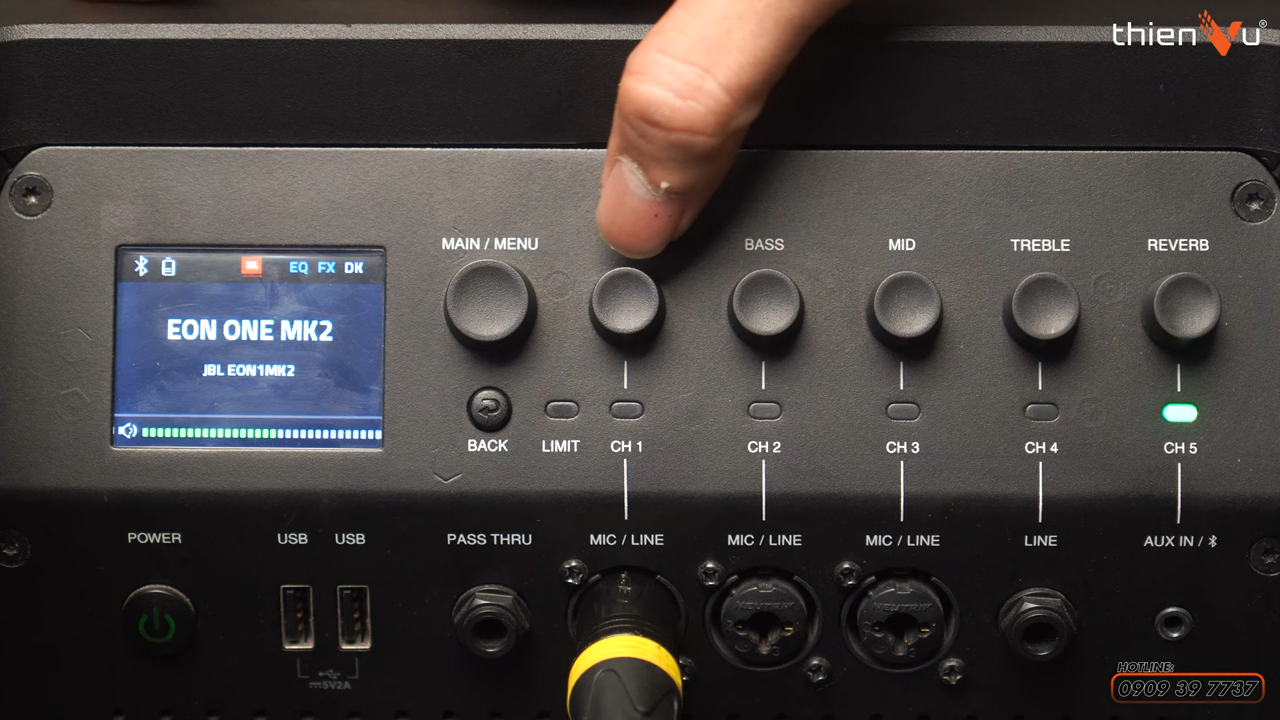 thienVu®
MAIN / MENU
BASS
MID
TREBLE
REVERB
EQ FX DK
EON ONE MK2
JBL EON1MK2
BACK
LIMIT
CH 1
CH 2
CH 3
CH 4
CH 5
POWER
USB
USB
PASS THRU
MIC / LINE
MIC / LINE
MIC / LINE
LINE
AUX IN /
NEUTRIK
NEUTRIK
5V2A
HOTLINE:
0909 39 7737